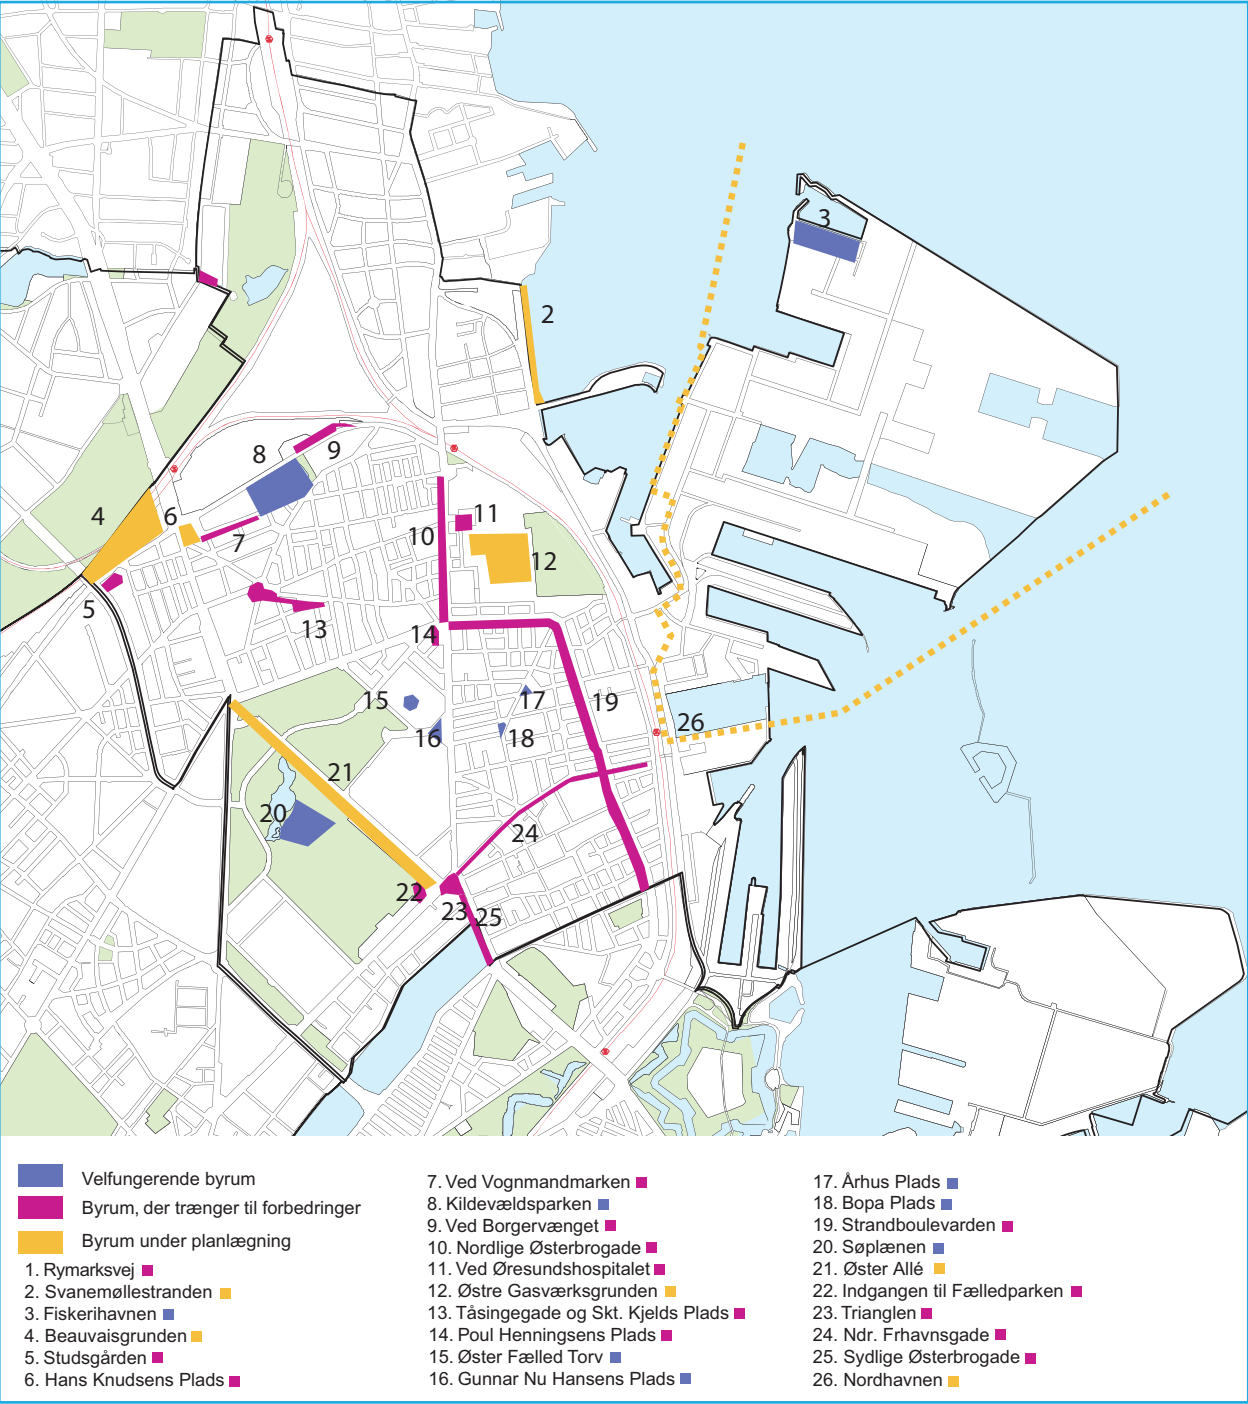 3
2
8
9
4
6
7
10
11
12
5
13
14
15
16
17
18
19
26
21
20
24
22
23
25
Velfungerende byrum
Byrum, der trænger til forbedringer
Byrum under planlægning
1. Rymarksvej
2. Svanemøllestranden
3. Fiskerihavnen
4. Beauvaisgrunden
5. Studsgården
6. Hans Knudsens Plads
7. Ved Vognmandmarken
8. Kildevældsparken
9. Ved Borgervænget
10. Nordlige Østerbrogade
11. Ved Øresundshospitalet
12. Østre Gasværksgrunden
13. Tåsingegade og Skt. Kjelds Plads
14. Poul Henningsens Plads
15. Øster Fælled Torv
16. Gunnar Nu Hansens Plads
17. Århus Plads
18. Bopa Plads
19. Strandboulevarden
20. Søplænen
21. Øster Allé
22. Indgangen til Fælledparken
23. Trianglen
24. Ndr. Frhavnsgade
25. Sydlige Østerbrogade
26. Nordhavnen